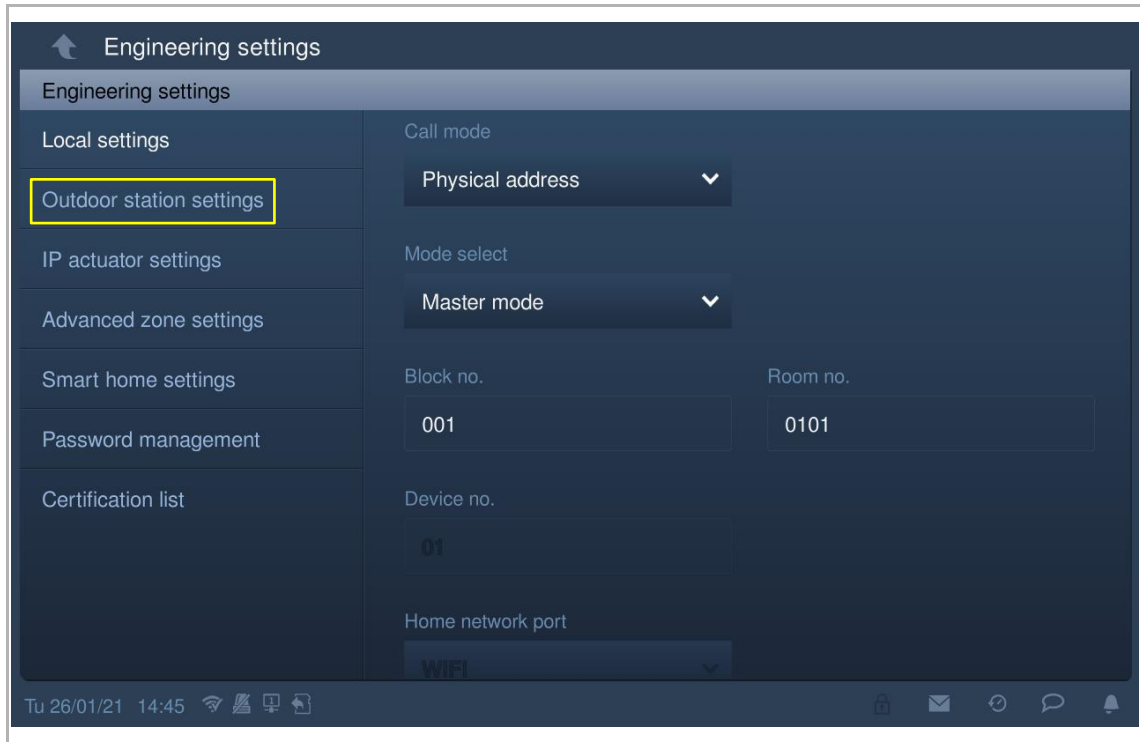 Engineering settings
Engineering settings
Local settings
Outdoor station settings
IP actuator settings
Advanced zone settings
Smart home settings
Password management
Certification list
Call mode
Physical address
Mode select
Master mode
Block no.
Room no.
001
0101
Device no.
01
Home network port
WIFI
Tu 26/01/21 14:45
1